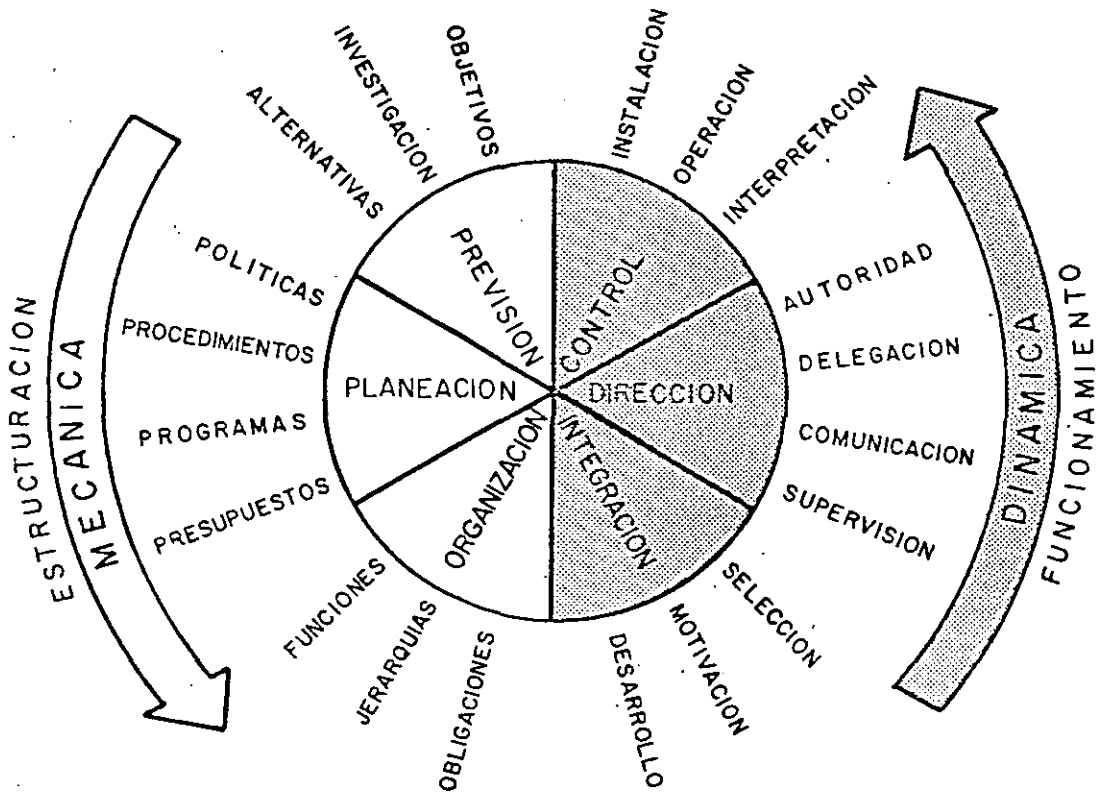 OBJETIVOS
INVESTIGACION
ALTERNATIVAS
POLITICAS
PROCEDIMIENTOS
PROGRAMAS
PRESUPUESTOS
FUNCIONES
JERARQUIAS
OBLIGACIONES
DESARROLLO
MOTIVACION
SELECCION
SUPERVISION
COMUNICACION
DELEGACION
AUTORIDAD
INTERPRETACION
OPERACION
INSTALACION
PREVISION
PLANEACION
ORGANIZACION
INTEGRACION
DIRECCION
CONTROL
ESTRUCTURACION
MECANICA
DINAMICA
FUNCIONAMIENTO